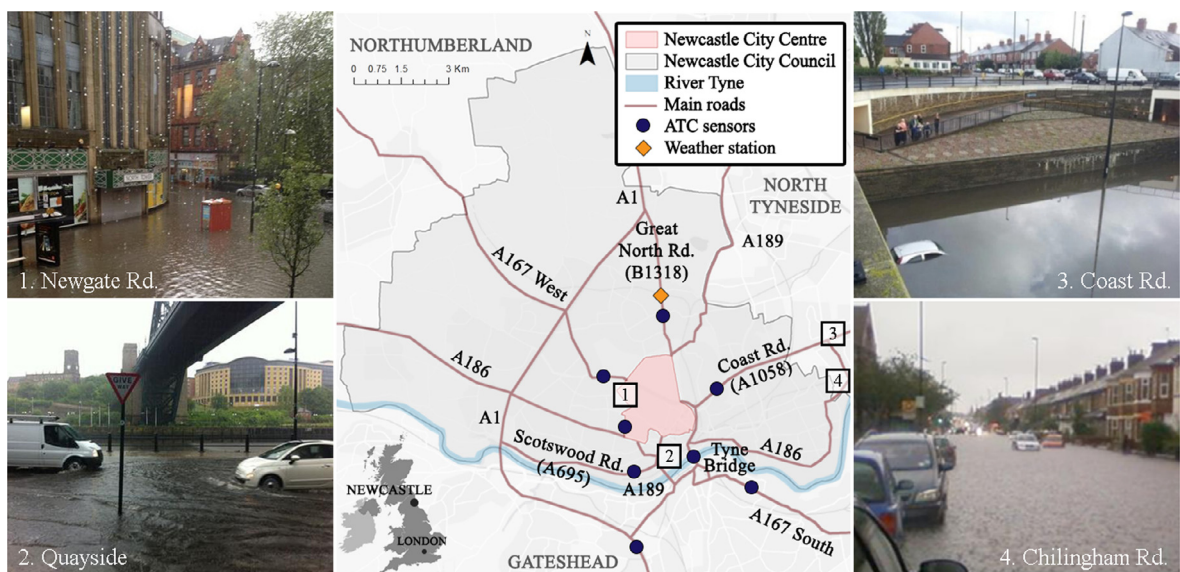 1. Newgate Rd.
GIVE
WAY
2. Quayside
NORTHUMBERLAND
0 0.75 1.5 3 Km
N
Newcastle City Centre
Newcastle City Council
River Tyne
Main roads
ATC sensors
Weather station
NORTH
TYNESIDE
A1
Great
North Rd.
(B1318)
A189
A167 West
3
Coast Rd.
(A1058)
A186
4
1
A1
Scotswood Rd.
(A695)
2
Tyne
Bridge
A186
A189
A167 South
NEWCASTLE
LONDON
GATESHEAD
3. Coast Rd.
4. Chilingham Rd.